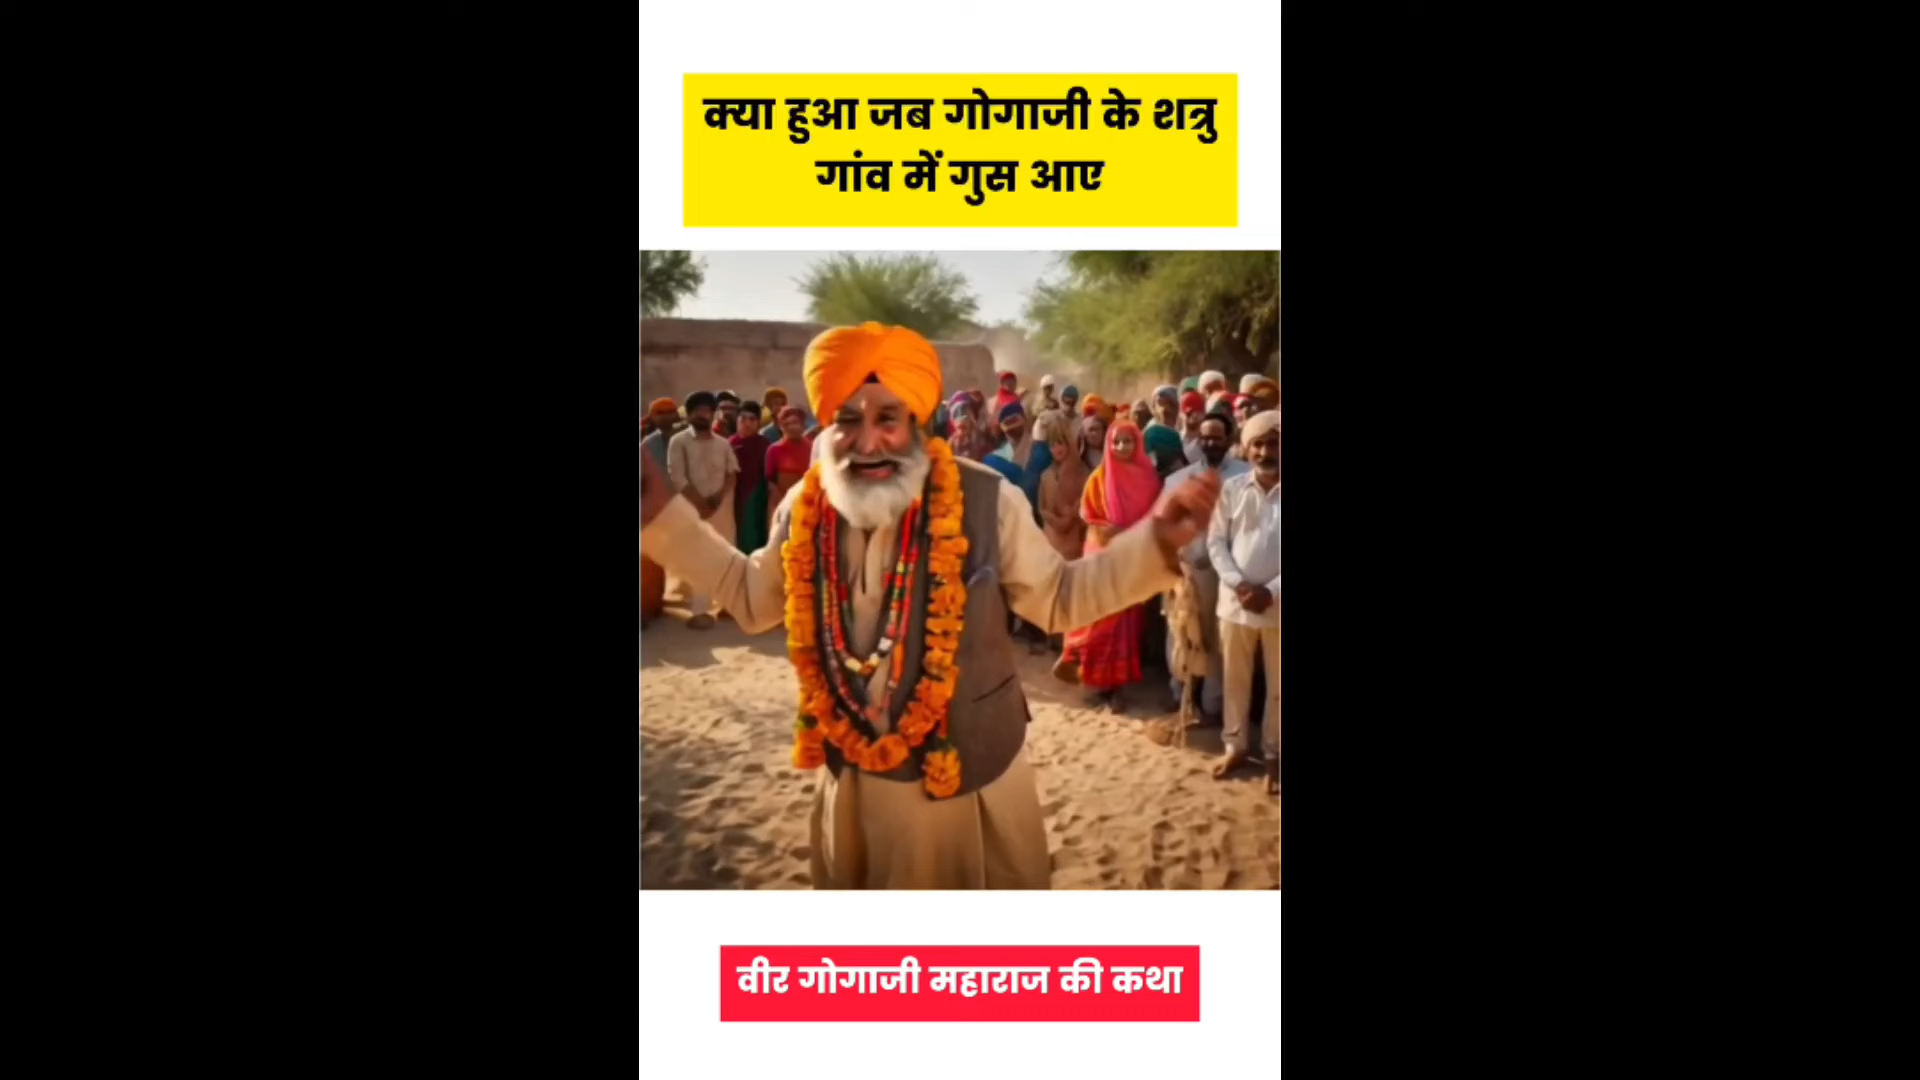 क्या हुआ जब गोगाजी के शत्रु
गांव में गुस आए
वीर गोगाजी महाराज की कथा